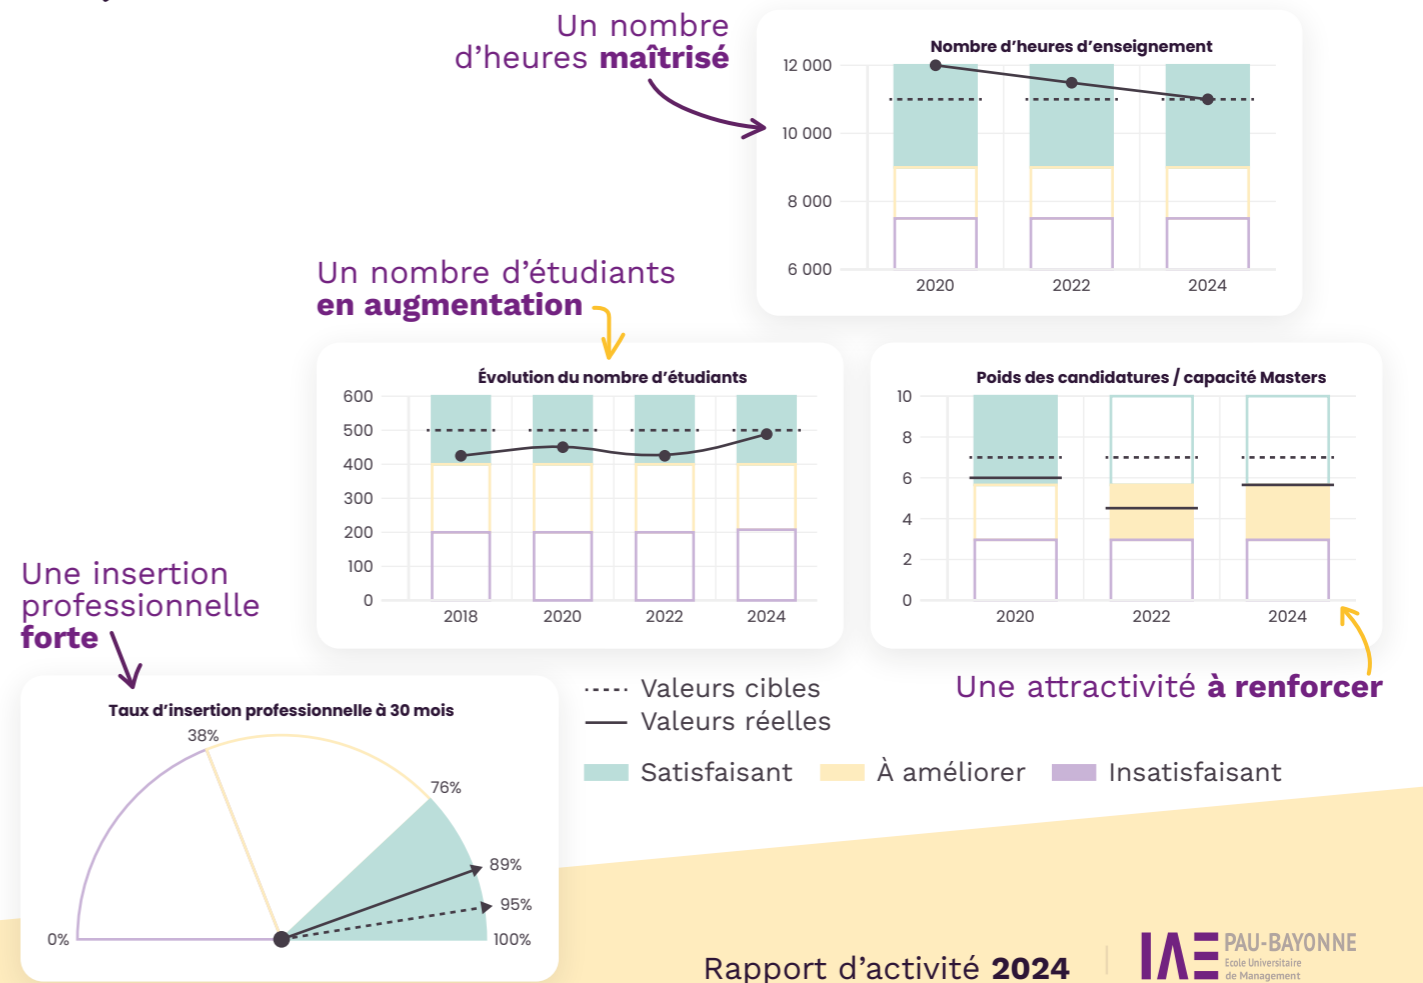 Un nombre
d'heures maîtrisé
Nombre d'heures d'enseignement
12 000
10 000
8 000
6 000
2020
2022
2024
Un nombre d'étudiants
en augmentation
Évolution du nombre d'étudiants
600
500
400
300
200
100
0
2018
2020
2022
2024
Poids des candidatures / capacité Masters
10
8
6
4
2
0
2020
2022
2024
Une attractivité à renforcer
Une insertion
professionnelle
forte
Taux d'insertion professionnelle à 30 mois
38%
76%
89%
95%
0%
100%
Valeurs cibles
Valeurs réelles
Satisfaisant
À améliorer
Insatisfaisant
Rapport d'activité 2024
IAE
PAU-BAYONNE
Ecole Universitaire
de Management